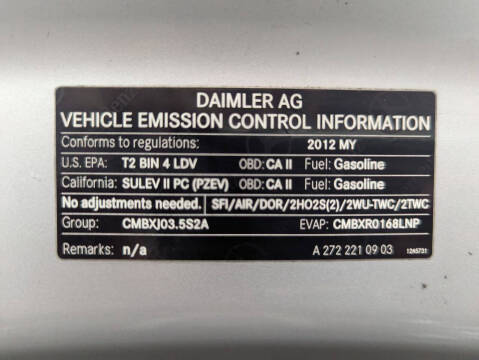 DAIMLER AG
VEHICLE EMISSION CONTROL INFORMATION
Conforms to regulations: 2012 MY
U.S. EPA: T2 BIN 4 LDV OBD: CA II Fuel: Gasoline
California: SULEV II PC (PZEV) OBD: CA II Fuel: Gasoline
No adjustments needed. SFI/AIR/DOR/2HO2S(2)/2WU-TWC/2TWC
Group: CMBXJ03.5S2A EVAP: CMBXR0168LNP
Remarks: n/a A 272 221 09 03 1245731